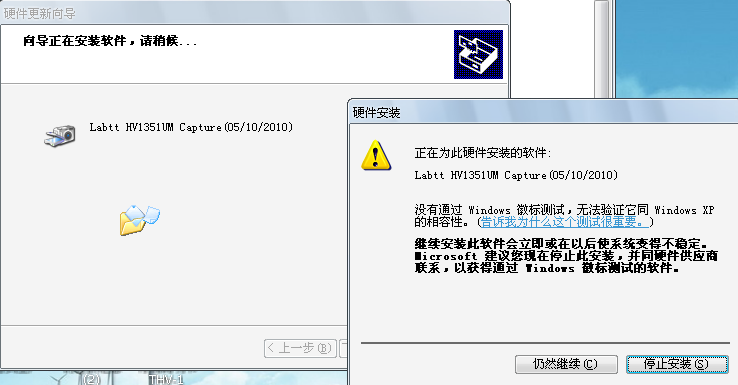 硬件更新向导
向导正在安装软件，请稍候...
Labtt HV1351UM Capture(05/10/2010)
< 上一步(B)
硬件安装
正在为此硬件安装的软件:
Labtt HV1351UM Capture(05/10/2010)
没有通过 Windows 徽标测试，无法验证它同 Windows XP
的相容性。(告诉我为什么这个测试很重要。)
继续安装此软件会立即或在以后使系统变得不稳定。
Microsoft 建议您现在停止此安装，并同硬件供应商
联系，以获得通过 Windows 徽标测试的软件。
仍然继续(C)
停止安装(S)
(2)
THV-1